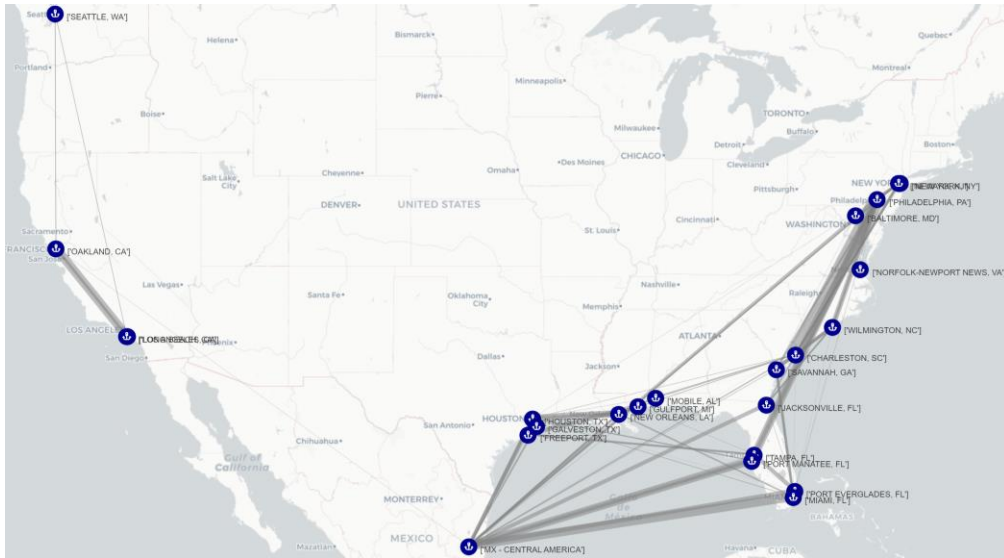 ['SEATTLE, WA']
Helena
Bismarck
Quebec
Portland
Montreal
Minneapolis
Pierre
Boise
TORONTO
Milwaukee
Buffalo
Boston
Detroit
CHICAGO
Cleveland
Des Moines
Salt Lake
City
Cheyenne
Omaha
NEW YORK
Pittsburgh
['PHILADELPHIA, PA']
DENVER
UNITED STATES
['BALTIMORE, MD']
WASHINGTON
Cincinnati
Sacramento
St. Louis
['OAKLAND, CA']
San Jose
['NORFOLK-NEWPORT NEWS, VA']
Las Vegas
Nashville
Raleigh
Santa Fe
Oklahoma
City
Memphis
LOS ANGELES
['WILMINGTON, NC']
Phoenix
ATLANTA
San Diego
Dallas
Jackson
['CHARLESTON, SC']
['SAVANNAH, GA']
['MOBILE, AL']
['GULFPORT, MI']
['JACKSONVILLE, FL']
['NEW ORLEANS, LA']
HOUSTON
['HOUSTON, TX']
San Antonio
['GALVESTON, TX']
['FREEPORT, TX']
Chihuahua
['TAMPA, FL']
['PORT MANATEE, FL']
Gulf of
California
['PORT EVERGLADES, FL']
['MIAMI, FL']
MONTERREY
BAHAMAS
MEXICO
['MX - CENTRAL AMERICA']
Mazatlán
Havana
CUBA